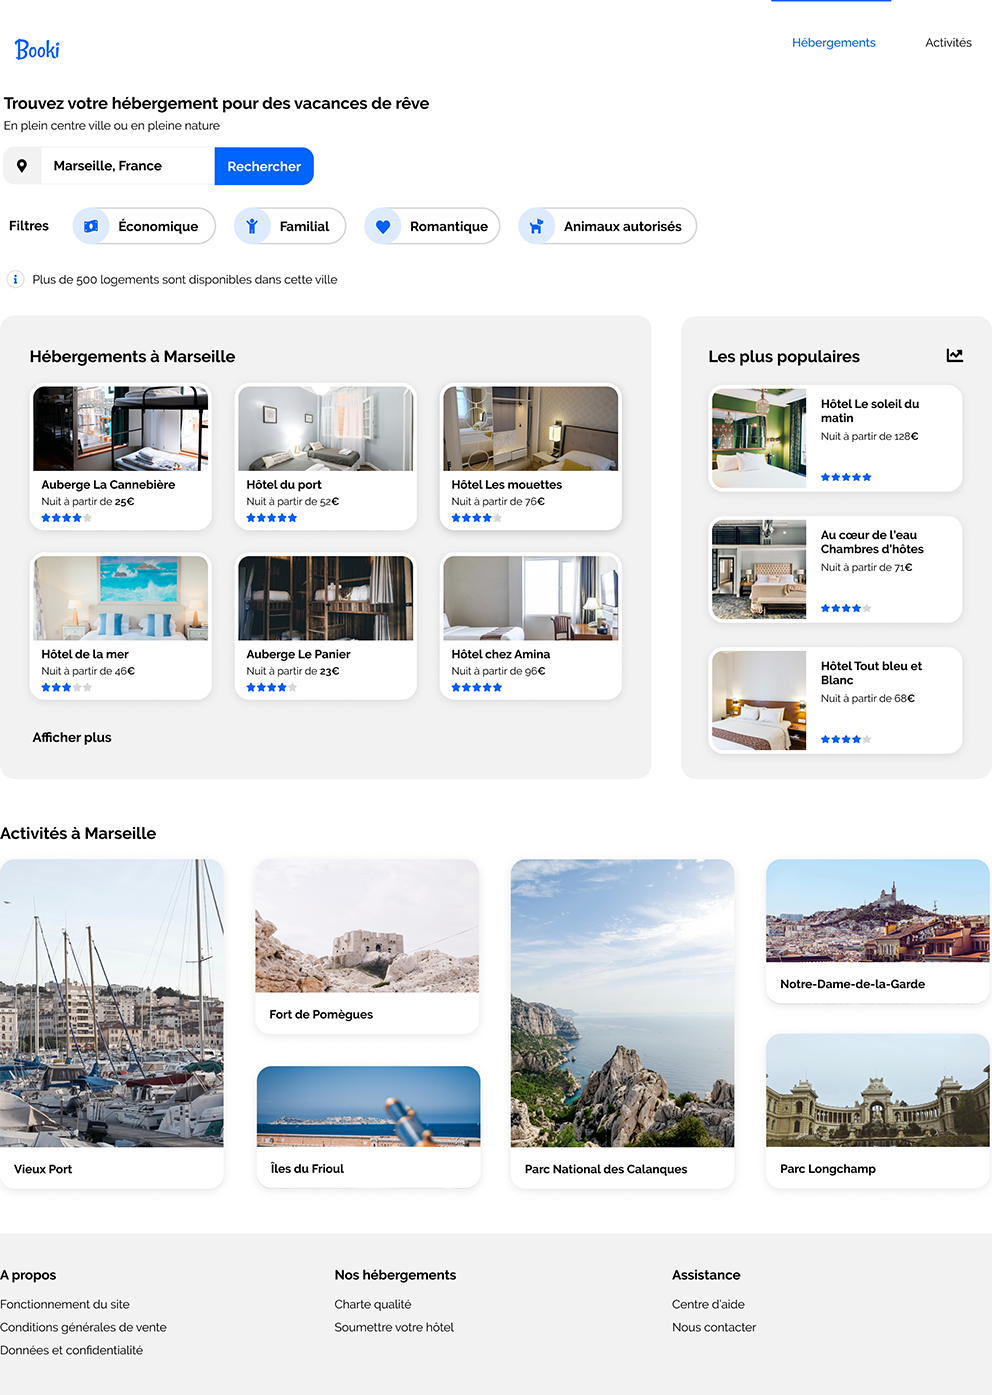 Booki
Hébergements
Activités
Trouvez votre hébergement pour des vacances de rêve
En plein centre ville ou en pleine nature
Marseille, France
Rechercher
Filtres
Économique
Familial
Romantique
Animaux autorisés
Plus de 500 logements sont disponibles dans cette ville
Hébergements à Marseille
Auberge La Cannebière
Nuit à partir de 25€
Hôtel du port
Nuit à partir de 52€
Hôtel Les mouettes
Nuit à partir de 76€
Hôtel de la mer
Nuit à partir de 46€
Auberge Le Panier
Nuit à partir de 23€
Hôtel chez Amina
Nuit à partir de 96€
Afficher plus
Les plus populaires
Hôtel Le soleil du
matin
Nuit à partir de 128€
Au cœur de l'eau
Chambres d'hôtes
Nuit à partir de 71€
Hôtel Tout bleu et
Blanc
Nuit à partir de 68€
Activités à Marseille
Vieux Port
Fort de Pomègues
Îles du Frioul
Parc National des Calanques
Notre-Dame-de-la-Garde
Parc Longchamp
A propos
Fonctionnement du site
Conditions générales de vente
Données et confidentialité
Nos hébergements
Charte qualité
Soumettre votre hôtel
Assistance
Centre d'aide
Nous contacter